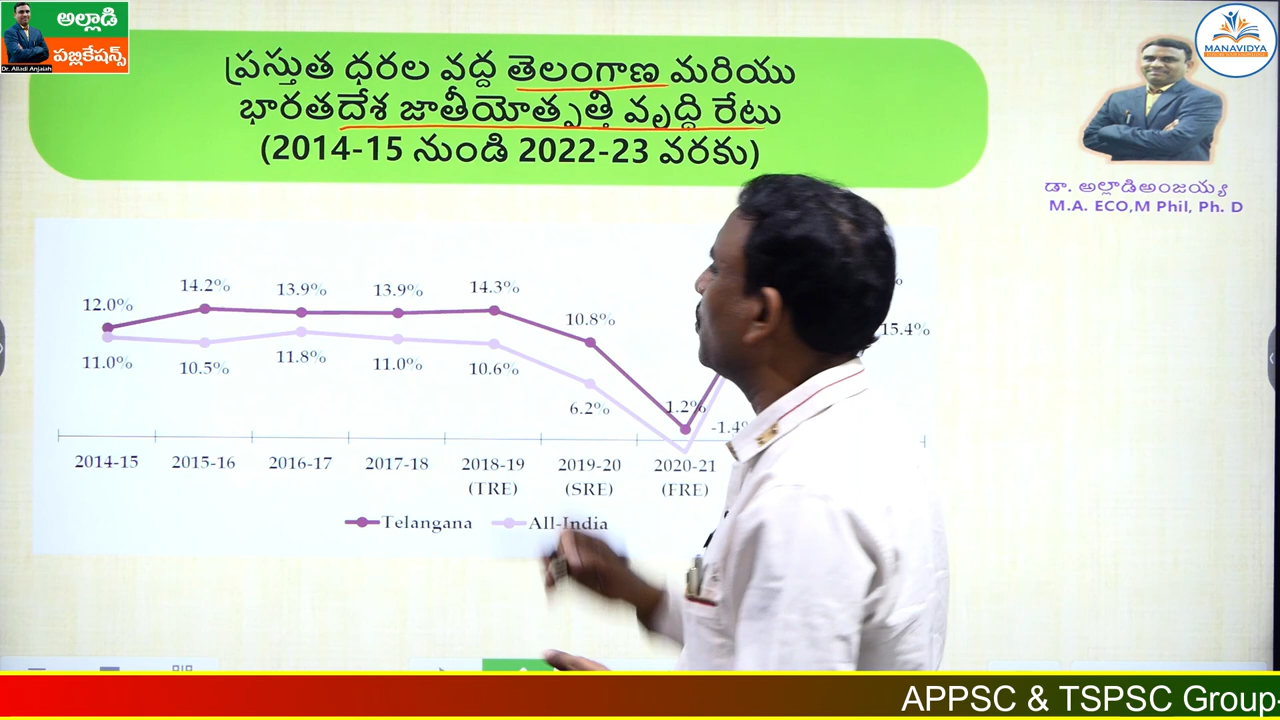 అల్లాడి
పబ్లికేషన్స్
Dr. Alladi Anjaiah
MANAVIDYA
ప్రస్తుత ధరల వద్ద తెలంగాణ మరియు
భారతదేశ జాతీయోత్పత్తి వృద్ధి రేటు
(2014-15 నుండి 2022-23 వరకు)
డా. అల్లాడిఅంజయ్య
M.A. ECO,M Phil, Ph. D
12.0% 14.2% 13.9% 13.9% 14.3% 10.8% 1.2% %
11.0% 10.5% 11.8% 11.0% 10.6% 6.2% -1.4% 15.4%
2014-15 2015-16 2016-17 2017-18 2018-19 2019-20 2020-21
(TRE) (SRE) (FRE)
Telangana All-India
APPSC & TSPSC Group-